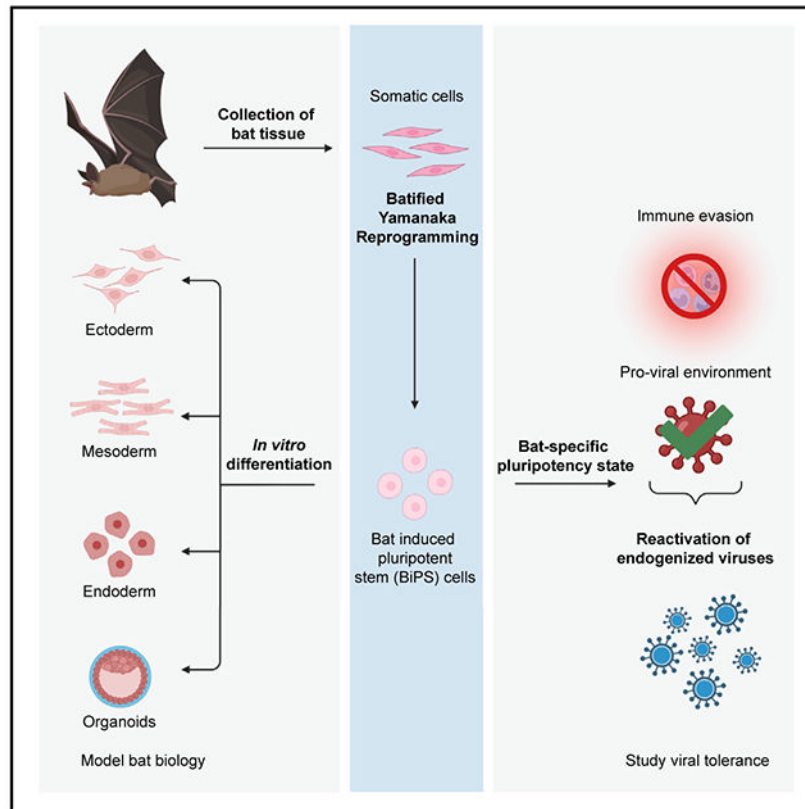 Collection of
bat tissue
Somatic cells
Batified
Yamanaka
Reprogramming
Bat induced
pluripotent
stem (BiPS) cells
In vitro
differentiation
Ectoderm
Mesoderm
Endoderm
Organoids
Model bat biology
Bat-specific
pluripotency state
Immune evasion
Pro-viral environment
Reactivation of
endogenized viruses
Study viral tolerance